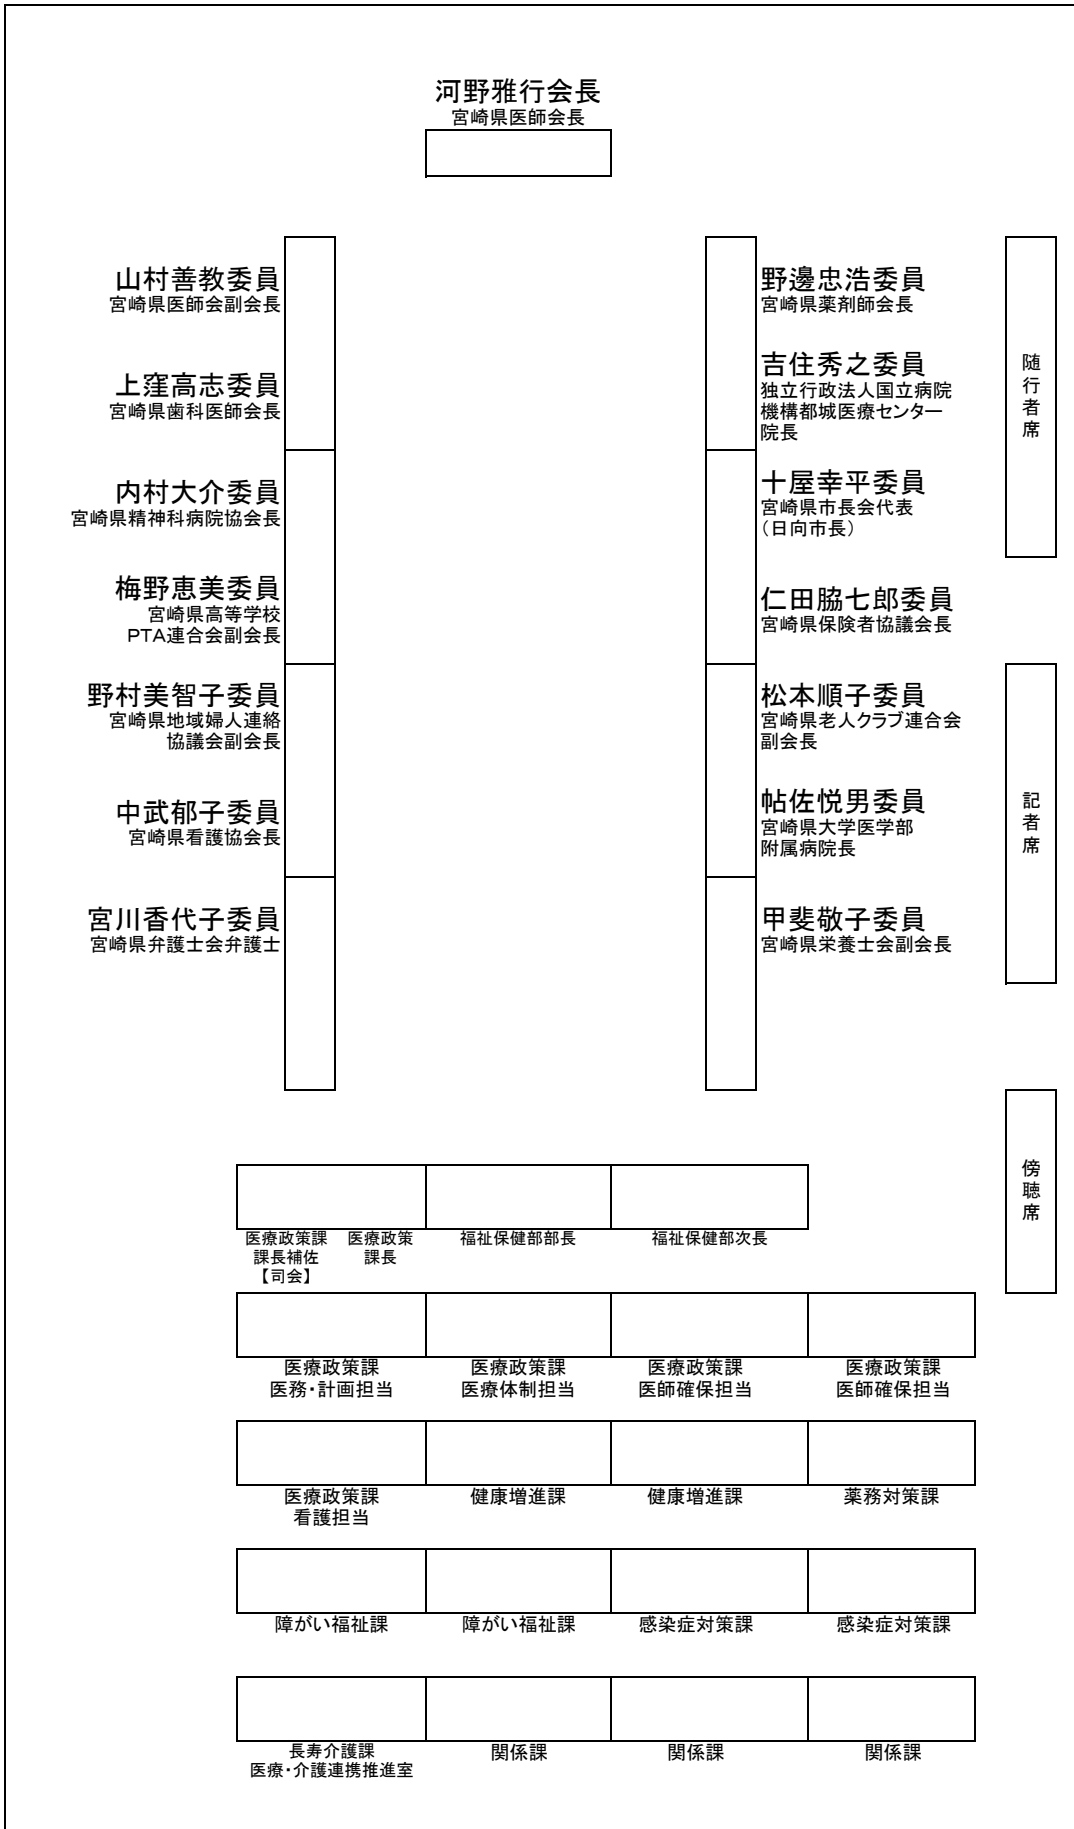 河野雅行会長
宮崎県医師会長
山村善教委員
宮崎県医師会副会長
上窪高志委員
宮崎県歯科医師会長
内村大介委員
宮崎県精神科病院協会長
梅野恵美委員
宮崎県高等学校
PTA連合会副会長
野村美智子委員
宮崎県地域婦人連絡
協議会副会長
中武郁子委員
宮崎県看護協会長
宮川香代子委員
宮崎県弁護士会弁護士
野邊忠浩委員
宮崎県薬剤師会長
吉住秀之委員
独立行政法人国立病院
機構都城医療センター
院長
十屋幸平委員
宮崎県市長会代表
（日向市長）
仁田脇七郎委員
宮崎県保険者協議会長
松本順子委員
宮崎県老人クラブ連合会
副会長
帖佐悦男委員
宮崎県大学医学部
附属病院長
甲斐敬子委員
宮崎県栄養士会副会長
随行者席
記者席
傍聴席
医療政策課
課長補佐
【司会】
医療政策
課長
福祉保健部部長
福祉保健部次長
医療政策課
医務・計画担当
医療政策課
医療体制担当
医療政策課
医師確保担当
医療政策課
医師確保担当
医療政策課
看護担当
健康増進課
健康増進課
薬務対策課
障がい福祉課
障がい福祉課
感染症対策課
感染症対策課
長寿介護課
医療・介護連携推進室
関係課
関係課
関係課